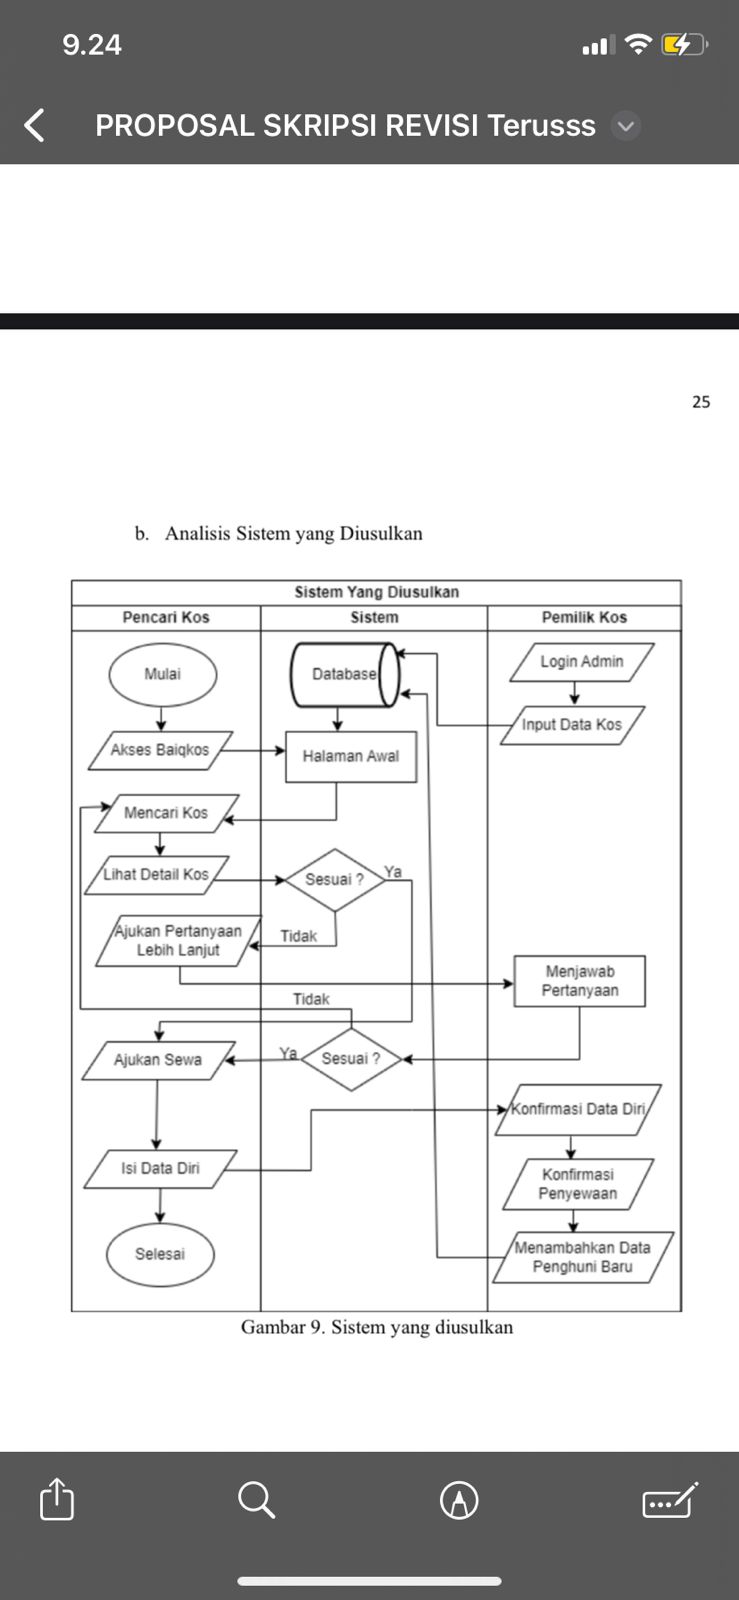 9.24
PROPOSAL SKRIPSI REVISI Terusss
25
b. Analisis Sistem yang Diusulkan
Sistem Yang Diusulkan
Pencari Kos
Sistem
Pemilik Kos
Mulai
Database
Login Admin
Input Data Kos
Akses Baiqkos
Halaman Awal
Mencari Kos
Lihat Detail Kos
Sesuai ?
Ya
Ajukan Pertanyaan
Lebih Lanjut
Tidak
Menjawab
Pertanyaan
Tidak
Ajukan Sewa
Ya
Sesuai ?
Konfirmasi Data Diri
Isi Data Diri
Konfirmasi
Penyewaan
Selesai
Menambahkan Data
Penghuni Baru
Gambar 9. Sistem yang diusulkan